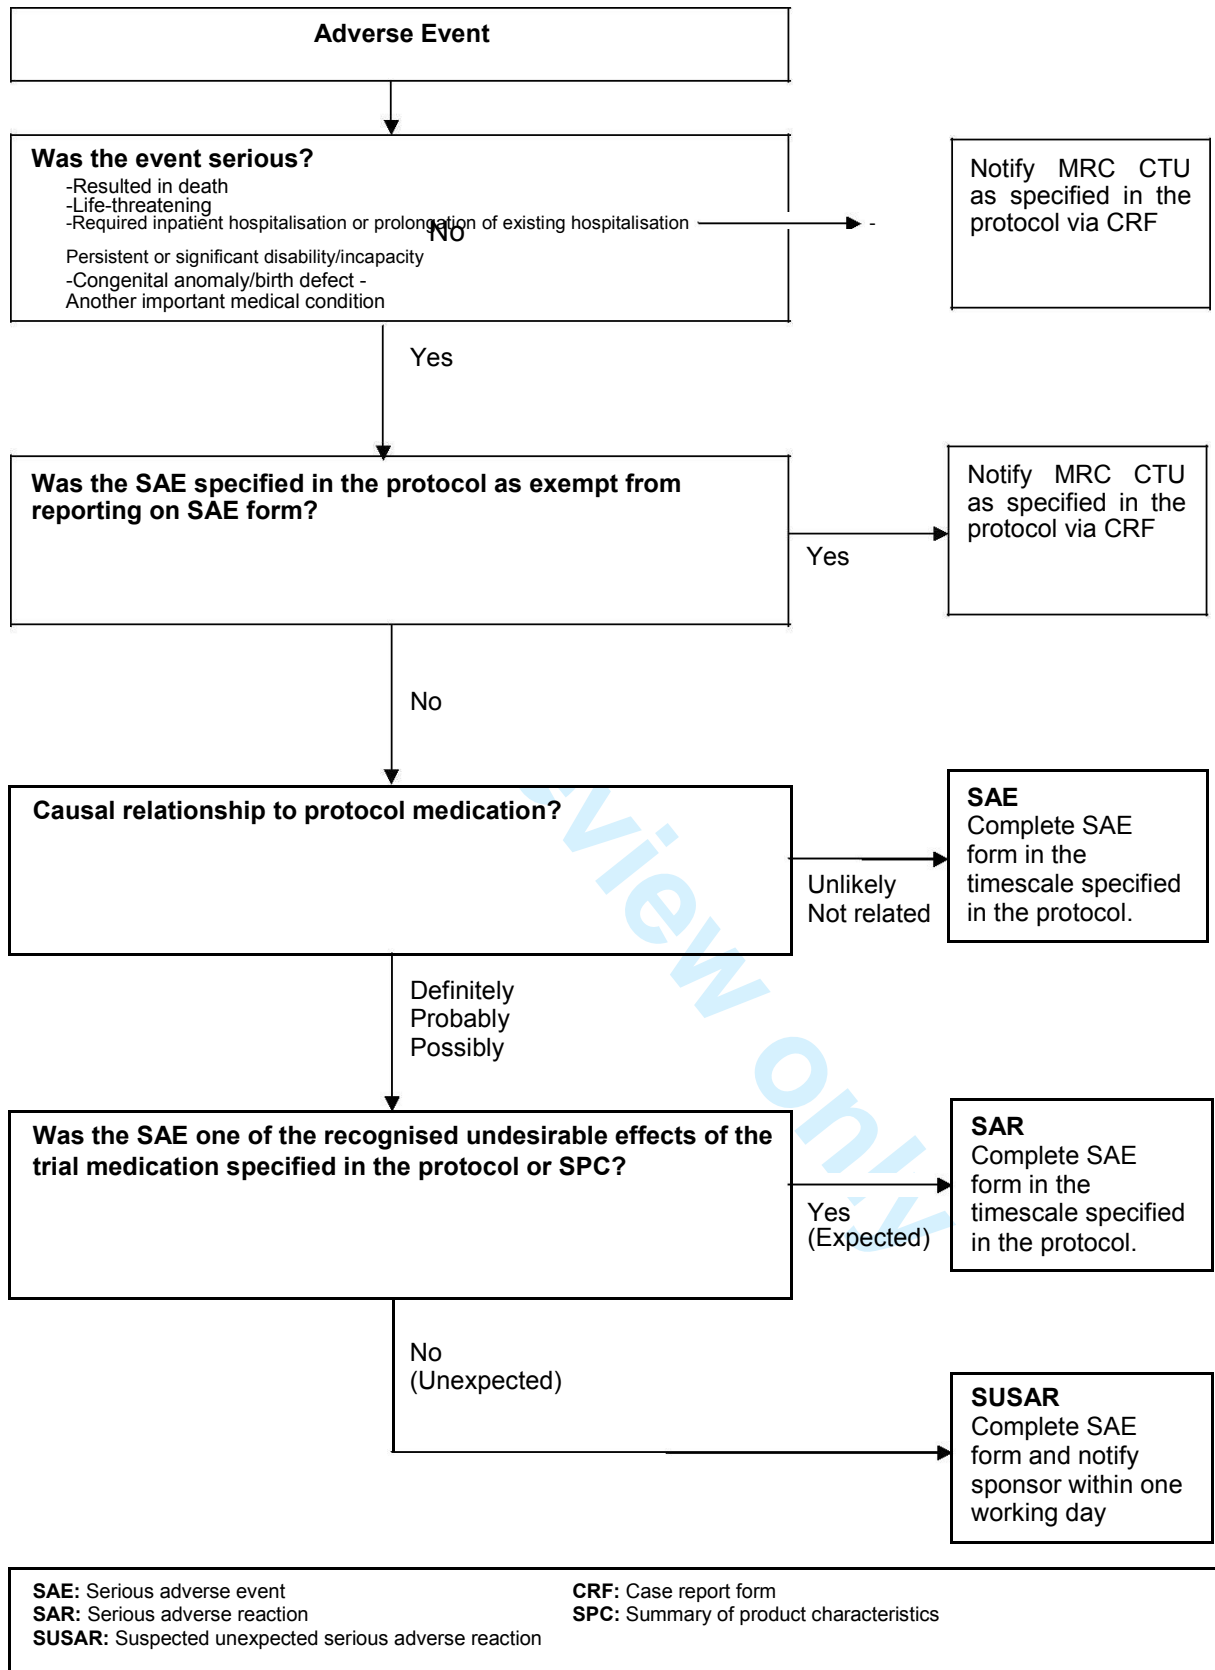 Adverse Event
Was the event serious?
-Resulted in death
-Life-threatening
-Required inpatient hospitalisation or prolongation of existing hospitalisation
-
No
Persistent or significant disability/incapacity
-Congenital anomaly/birth defect -
Another important medical condition
Notify MRC CTU
as specified in the
protocol via CRF
Yes
Was the SAE specified in the protocol as exempt from
reporting on SAE form?
Yes
Notify MRC CTU
as specified in the
protocol via CRF
No
Causal relationship to protocol medication?
Unlikely
Not related
SAE
Complete SAE
form in the
timescale specified
in the protocol.
Definitely
Probably
Possibly
Was the SAE one of the recognised undesirable effects of the
trial medication specified in the protocol or SPC?
Yes
(Expected)
SAR
Complete SAE
form in the
timescale specified
in the protocol.
No
(Unexpected)
SUSAR
Complete SAE
form and notify
sponsor within one
working day
SAE: Serious adverse event
SAR: Serious adverse reaction
SUSAR: Suspected unexpected serious adverse reaction
CRF: Case report form
SPC: Summary of product characteristics
view only